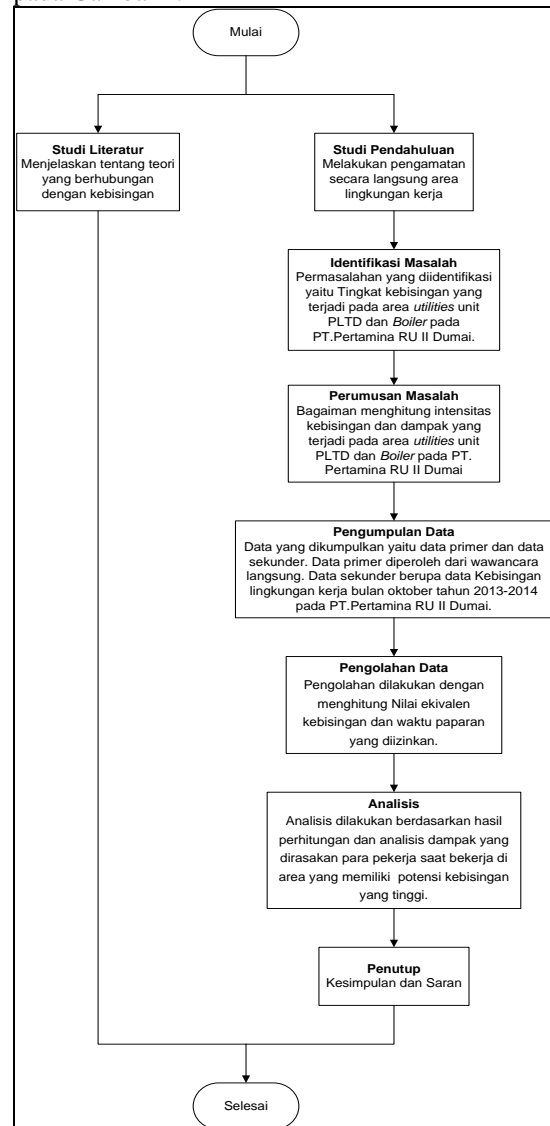 Mulai
Studi Literatur
Menjelaskan tentang teori
yang berhubungan
dengan kebisingan
Studi Pendahuluan
Melakukan pengamatan
secara langsung area
lingkungan kerja
Identifikasi Masalah
Permasalahan yang diidentifikasi
yaitu Tingkat kebisingan yang
terjadi pada area utilities unit
PLTD dan Boiler pada
PT.Pertamina RU II Dumai.
Perumusan Masalah
Bagaiman menghitung intensitas
kebisingan dan dampak yang
terjadi pada area utilities unit
PLTD dan Boiler pada PT.
Pertamina RU II Dumai
Pengumpulan Data
Data yang dikumpulkan yaitu data primer dan data
sekunder. Data primer diperoleh dari wawancara
langsung. Data sekunder berupa data Kebisingan
lingkungan kerja bulan oktober tahun 2013-2014
pada PT.Pertamina RU II Dumai.
Pengolahan Data
Pengolahan dilakukan dengan
menghitung Nilai ekivalen
kebisingan dan waktu paparan
yang diizinkan.
Analisis
Analisis dilakukan berdasarkan hasil
perhitungan dan analisis dampak yang
dirasakan para pekerja saat bekerja di
area yang memiliki potensi kebisingan
yang tinggi.
Penutup
Kesimpulan dan Saran
Selesai